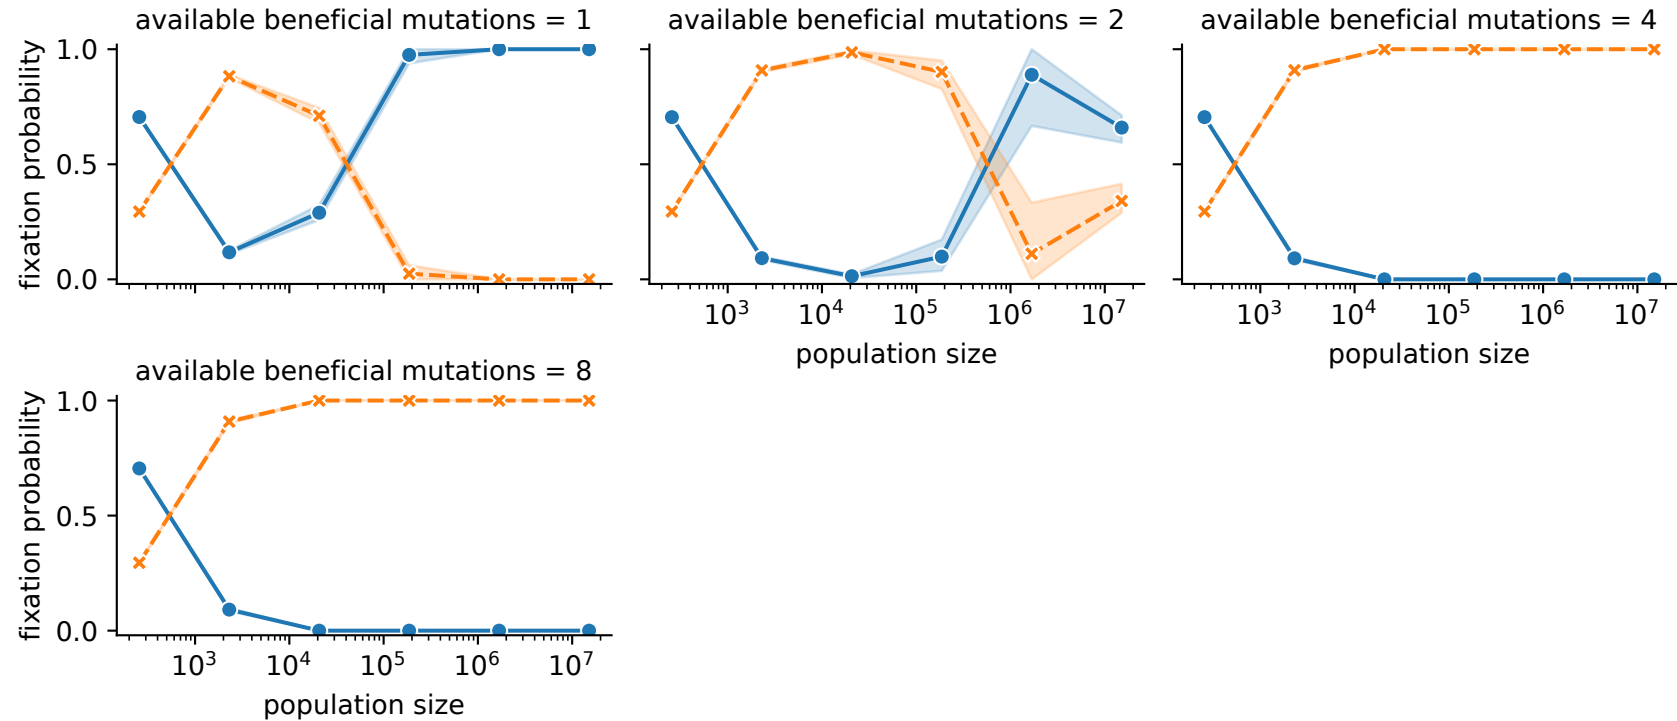 available beneficial mutations = 1
available beneficial mutations = 2
available beneficial mutations = 4
fixation probability
1.0
0.5
0.0
10³ 10⁴ 10⁵ 10⁶ 10⁷
population size
10³ 10⁴ 10⁵ 10⁶ 10⁷
population size
available beneficial mutations = 8
fixation probability
1.0
0.5
0.0
10³ 10⁴ 10⁵ 10⁶ 10⁷
population size